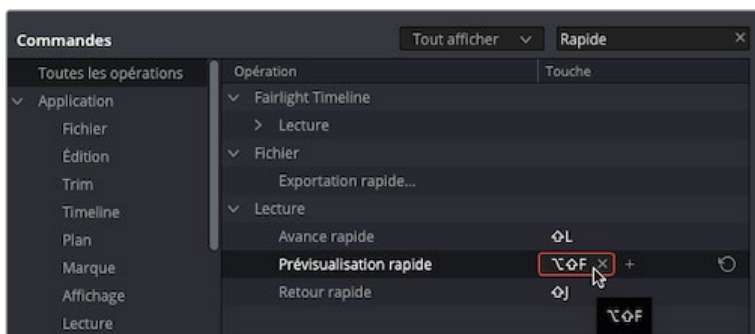 Commandes
Tout afficher
Rapide
Toutes les opérations
Opération
Touche
Application
Fairlight Timeline
Fichier
Lecture
Édition
Fichier
Trim
Exportation rapide...
Timeline
Lecture
Plan
Avance rapide
⇧L
Marque
Prévisualisation rapide
⌥⇧F
Affichage
Retour rapide
⇧J
Lecture
⌥⇧F